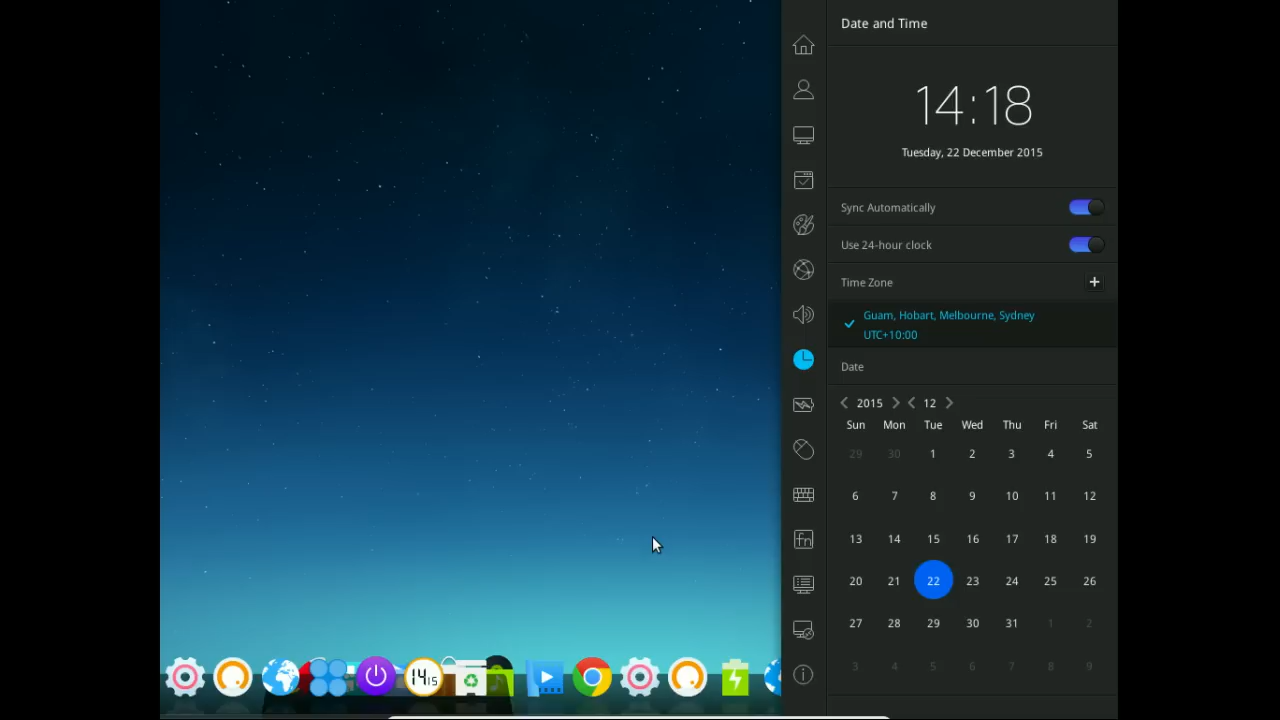 Date and Time
14:18
Tuesday, 22 December 2015
Sync Automatically
Use 24-hour clock
Time Zone +
Guam, Hobart, Melbourne, Sydney
UTC+10:00
Date
2015 12
Sun Mon Tue Wed Thu Fri Sat
29 30 1 2 3 4 5
6 7 8 9 10 11 12
13 14 15 16 17 18 19
20 21 22 23 24 25 26
27 28 29 30 31 1 2
3 4 5 6 7 8 9
fn
14 15